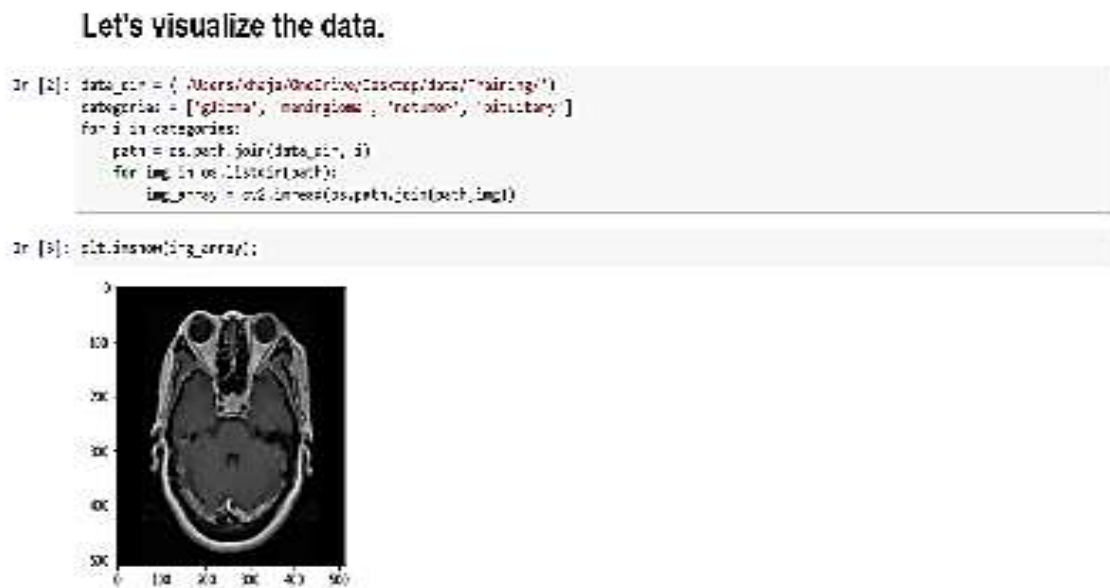 Let's visualize the data.
In [2]: data_dir = ( /Users/khaja/OneDrive/Desktop/data/Training/")
categories = ['glioma', 'meningioma', 'notumor', 'pituitary']
for i in categories:
path = os.path.join(data_dir, i)
for img in os.listdir(path):
img_array = cv2.imread(os.path.join(path,img))
In [3]: plt.imshow(img_array);
0
100
200
300
400
500
0 100 200 300 400 500